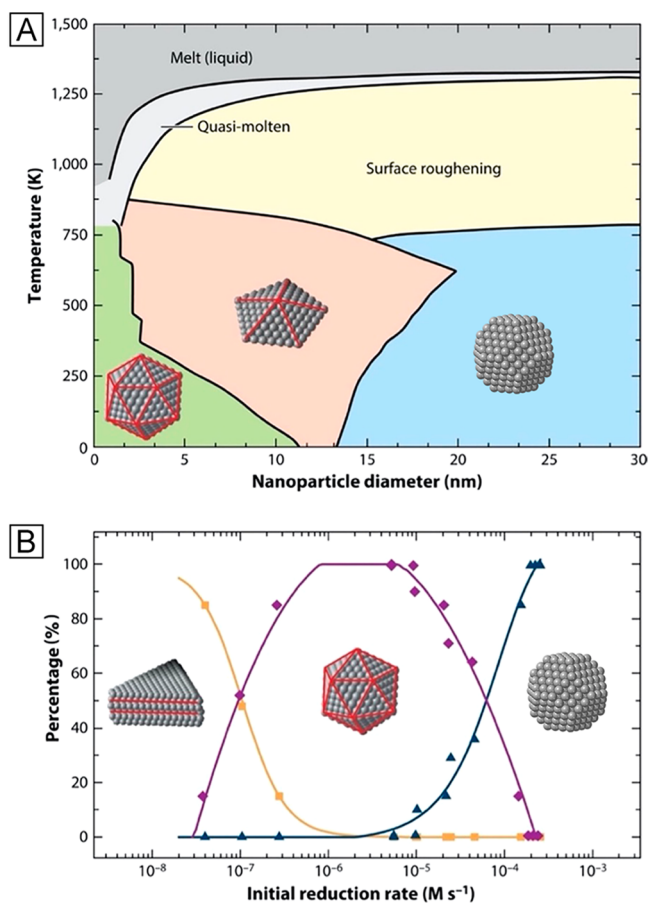 A
1,500
Melt (liquid)
1,250
Quasi-molten
1,000
Surface roughening
Temperature (K)
750
500
250
0
0 5 10 15 20 25 30
Nanoparticle diameter (nm)
B
100
80
60
Percentage (%)
40
20
0
10⁻⁸ 10⁻⁷ 10⁻⁶ 10⁻⁵ 10⁻⁴ 10⁻³
Initial reduction rate (M s⁻¹)